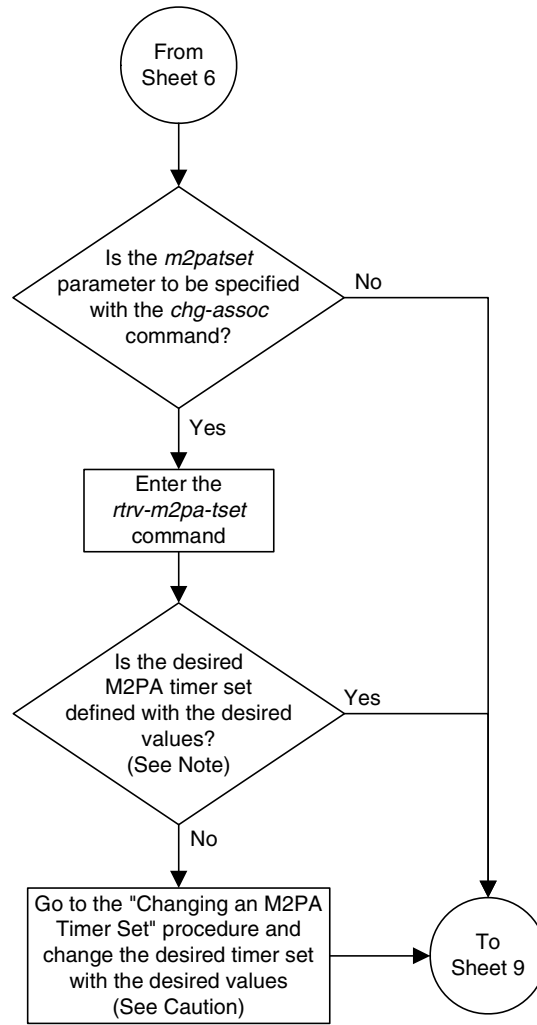 From
Sheet 6
Is the m2patset
parameter to be specified
with the chg-assoc
command?
No
Yes
Enter the
rtrv-m2pa-tset
command
Is the desired
M2PA timer set
defined with the desired
values?
(See Note)
Yes
No
Go to the "Changing an M2PA
Timer Set" procedure and
change the desired timer set
with the desired values
(See Caution)
To
Sheet 9